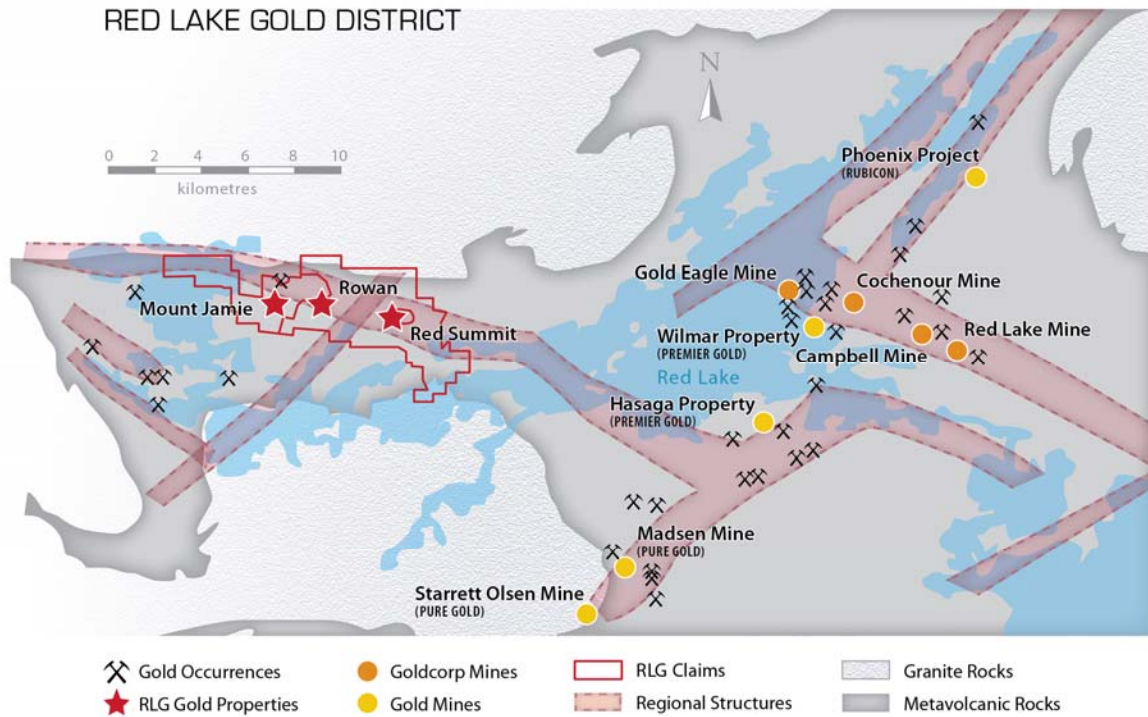 RED LAKE GOLD DISTRICT
N
0 2 4 6 8 10
kilometres
Phoenix Project
(RUBICON)
Gold Eagle Mine
Cochenour Mine
Rowan
Mount Jamie
Red Summit
Wilmar Property
(PREMIER GOLD)
Red Lake Mine
Campbell Mine
Red Lake
Hasaga Property
(PREMIER GOLD)
Madsen Mine
(PURE GOLD)
Starrett Olsen Mine
(PURE GOLD)
Gold Occurrences
Goldcorp Mines
RLG Claims
Granite Rocks
RLG Gold Properties
Gold Mines
Regional Structures
Metavolcanic Rocks